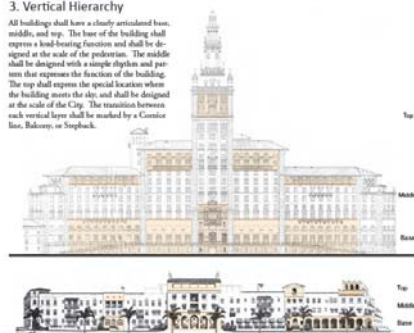 3. Vertical Hierarchy
All buildings shall have a clearly articulated base,
middle, and top. The base of the building shall
express a load-bearing function and shall be de-
signed at the scale of the pedestrian. The middle
shall be designed with a simple rhythm and pat-
tern that expresses the function of the building.
The top shall express the special location where
the building meets the sky, and shall be designed
at the scale of the City. The transition between
each vertical layer shall be marked by a Cornice
line, Balcony, or Stepback.
Top
Middle
Base
Top
Middle
Base